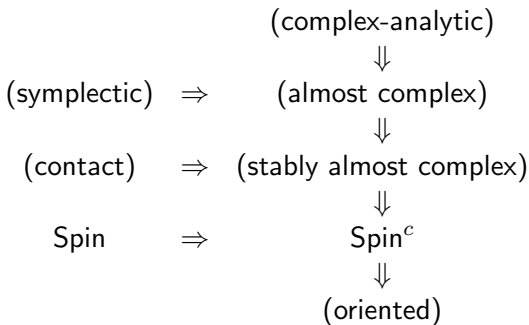 (complex-analytic)
⇓
(symplectic) ⇒ (almost complex)
⇓
(contact) ⇒ (stably almost complex)
⇓
Spin ⇒ Spin^c
⇓
(oriented)